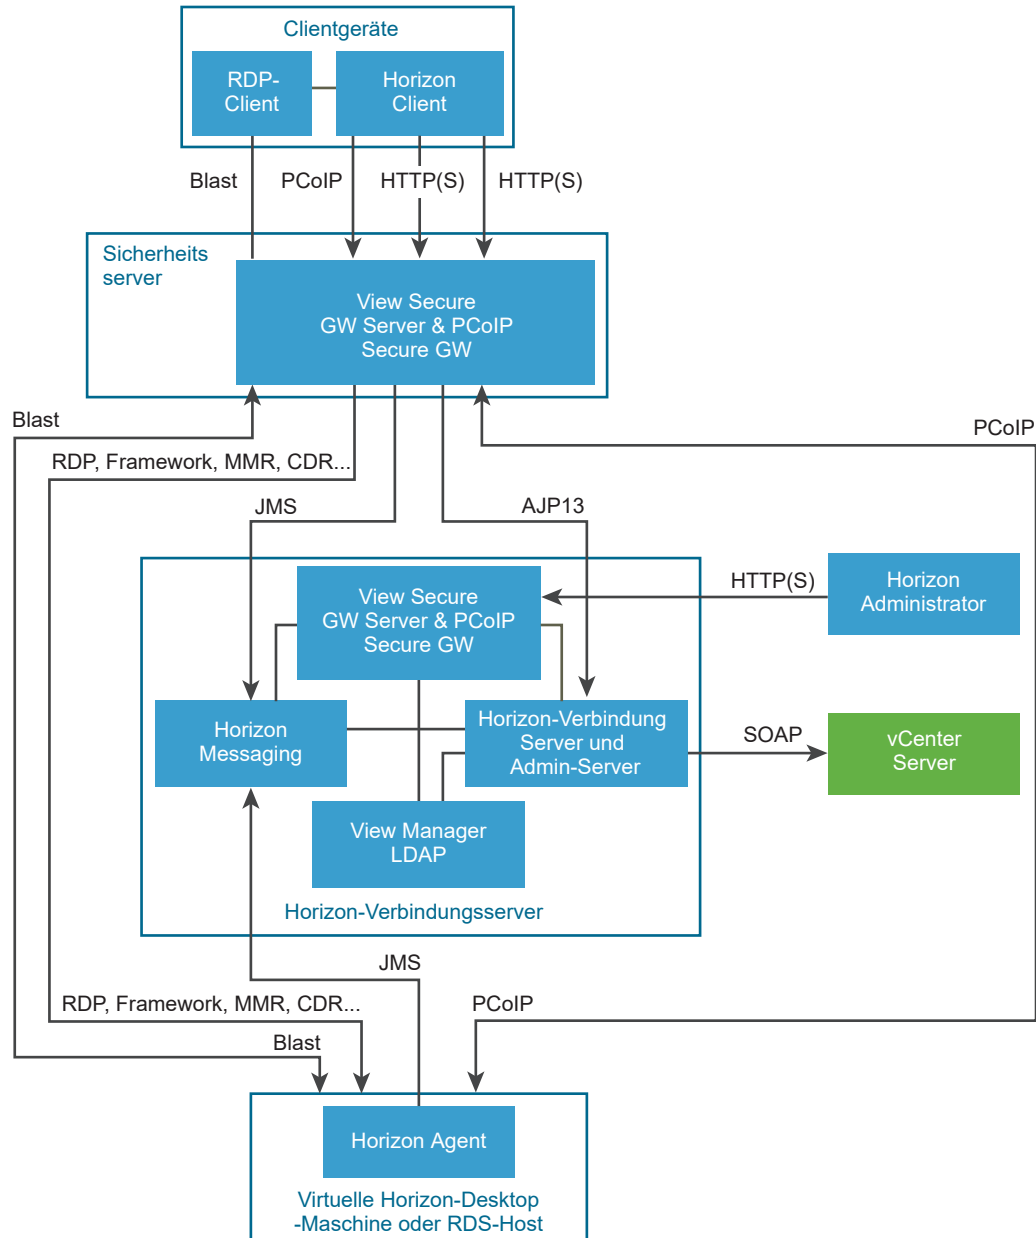 Clientgeräte
RDP-
Client
Horizon
Client
Blast
PCoIP
HTTP(S)
HTTP(S)
Sicherheits
server
View Secure
GW Server & PCoIP
Secure GW
Blast
PCoIP
RDP, Framework, MMR, CDR...
JMS
AJP13
View Secure
GW Server & PCoIP
Secure GW
HTTP(S)
Horizon
Administrator
Horizon
Messaging
Horizon-Verbindung
Server und
Admin-Server
SOAP
vCenter
Server
View Manager
LDAP
Horizon-Verbindungsserver
JMS
RDP, Framework, MMR, CDR...
PCoIP
Blast
Horizon Agent
Virtuelle Horizon-Desktop
-Maschine oder RDS-Host